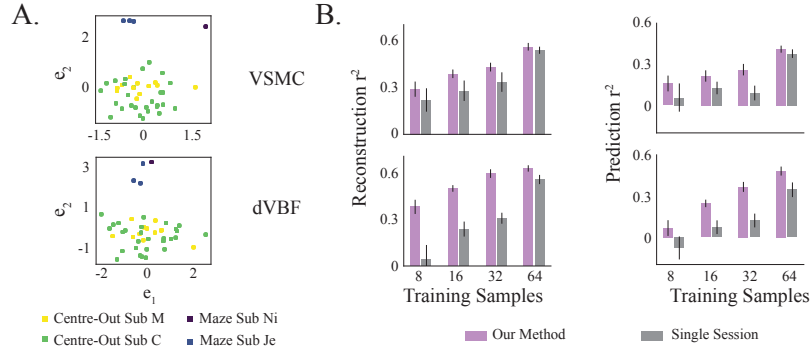 A.
B.
e2
2
0
-1.5
0
1.5
VSMC
e2
3
1
-1
-2
0
2
e1
dVBF
Centre-Out Sub M
Centre-Out Sub C
Maze Sub Ni
Maze Sub Je
Reconstruction r²
0.6
0.3
0
0.6
0.3
0
8
16
32
64
Training Samples
Prediction r²
0.6
0.3
0
0.6
0.3
0
8
16
32
64
Training Samples
Our Method
Single Session